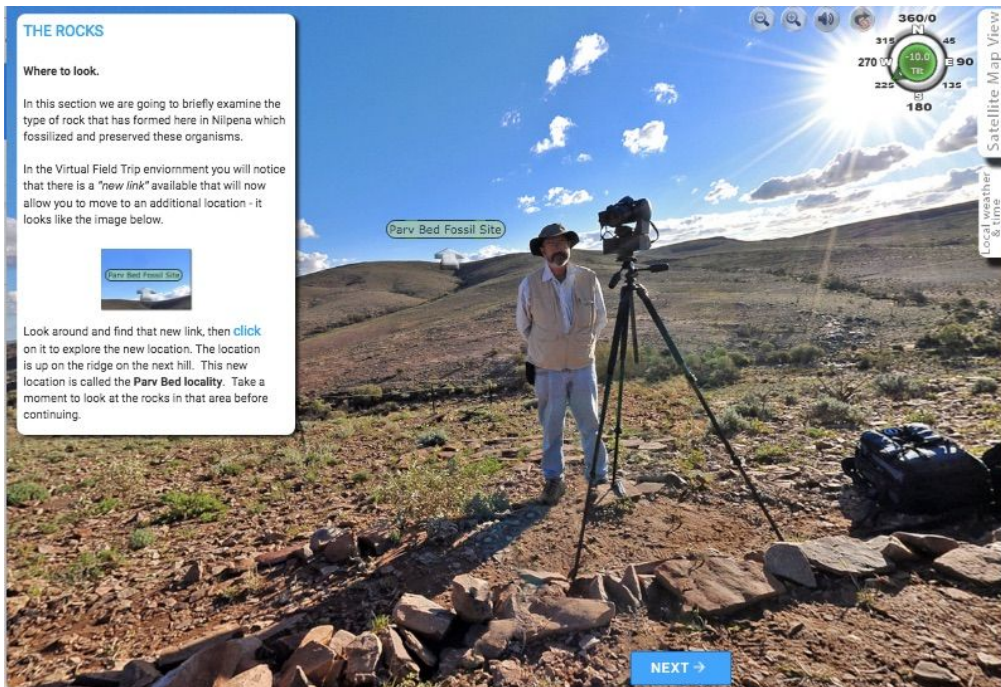 THE ROCKS
Where to look.
In this section we are going to briefly examine the
type of rock that has formed here in Nilpena which
fossilized and preserved these organisms.
In the Virtual Field Trip enviornment you will notice
that there is a "new link" available that will now
allow you to move to an additional location - it
looks like the image below.
Parv Bed Fossil Site
Look around and find that new link, then click
on it to explore the new location. The location
is up on the ridge on the next hill. This new
location is called the Parv Bed locality. Take a
moment to look at the rocks in that area before
continuing.
Parv Bed Fossil Site
360/0
N
315
45
270
W
-10.0
Tilt
E
90
225
135
S
180
Satellite Map View
Local weather
& time
NEXT →